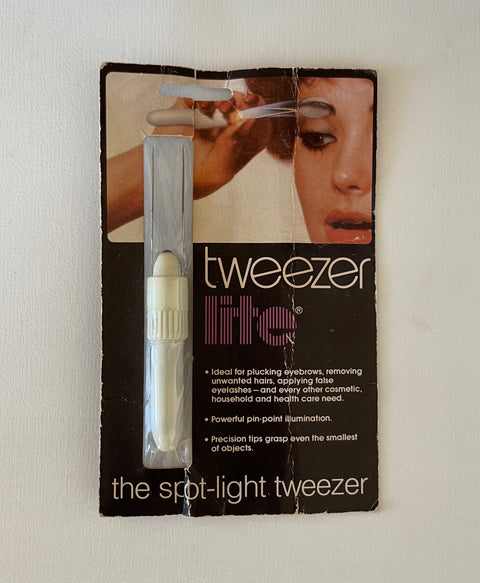 tweezer
lite®
• Ideal for plucking eyebrows, removing
unwanted hairs, applying false
eyelashes – and every other cosmetic,
household and health care need.
• Powerful pin-point illumination.
• Precision tips grasp even the smallest
of objects.
the spot-light tweezer